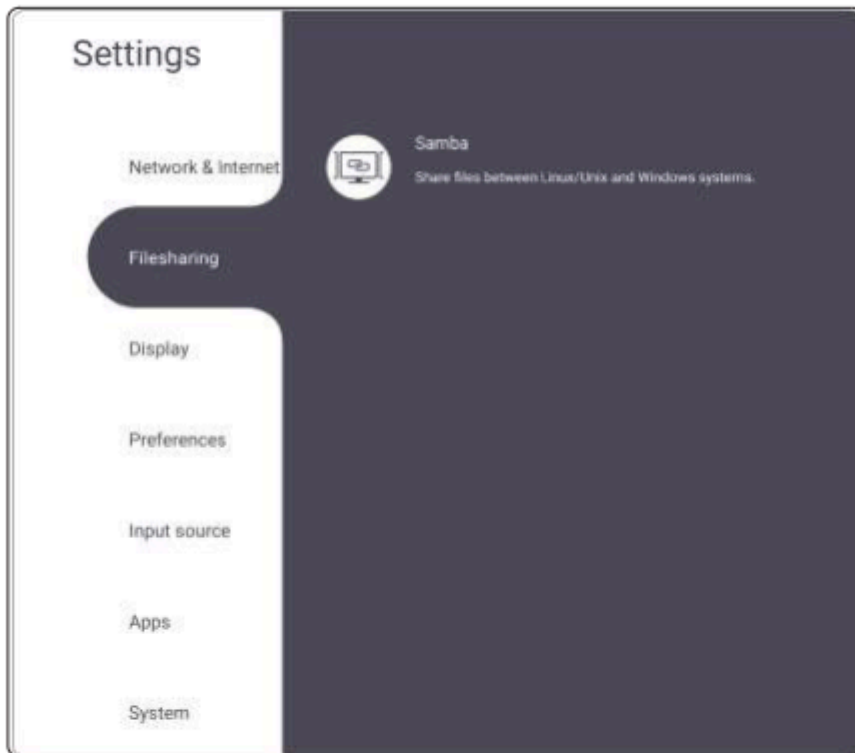 Settings
Network & Internet
Filesharing
Display
Preferences
Input source
Apps
System
Samba
Share files between Linux/Unix and Windows systems.